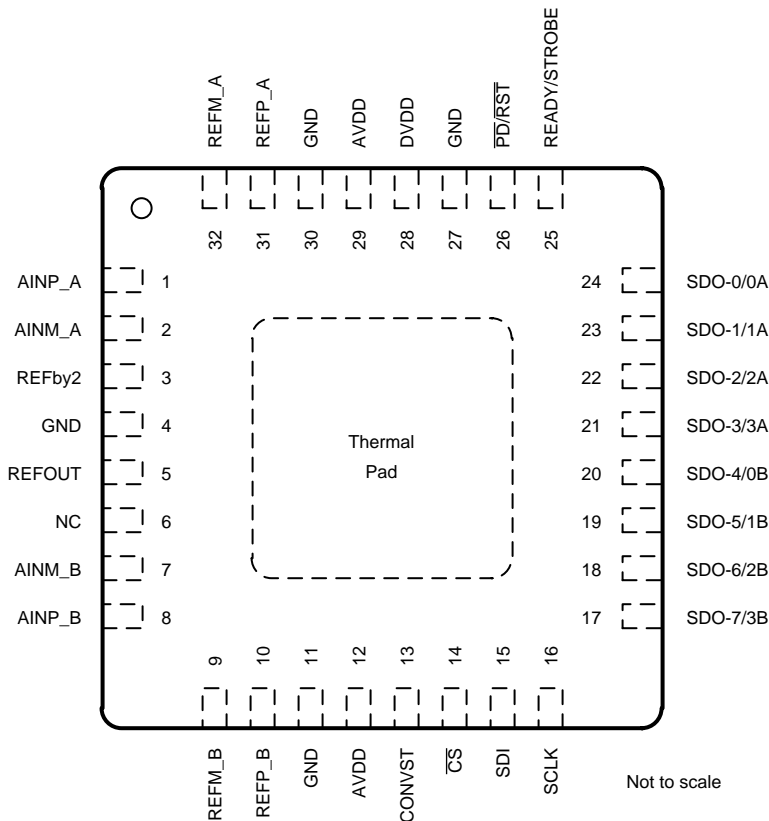 REFM_A
REFP_A
GND
AVDD
DVDD
GND
PD/RST
READY/STROBE
32
31
30
29
28
27
26
25
AINP_A 1
AINM_A 2
REFby2 3
GND 4
REFOUT 5
NC 6
AINM_B 7
AINP_B 8
24 SDO-0/0A
23 SDO-1/1A
22 SDO-2/2A
21 SDO-3/3A
20 SDO-4/0B
19 SDO-5/1B
18 SDO-6/2B
17 SDO-7/3B
Thermal
Pad
9
10
11
12
13
14
15
16
REFM_B
REFP_B
GND
AVDD
CONVST
CS
SDI
SCLK
Not to scale